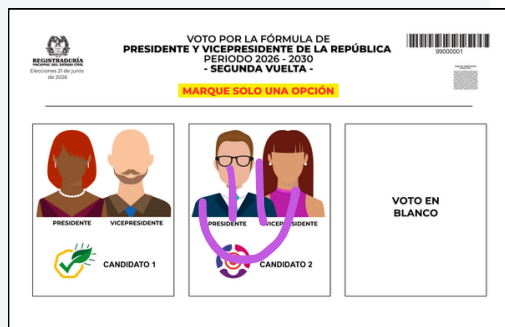 VOTO POR LA FÓRMULA DE
PRESIDENTE Y VICEPRESIDENTE DE LA REPÚBLICA
PERIODO 2026 - 2030
- SEGUNDA VUELTA -
REGISTRADURÍA
NACIONAL DEL ESTADO CIVIL
Elecciones 21 de junio
de 2026
99000001
MARQUE SOLO UNA OPCIÓN
PRESIDENTE VICEPRESIDENTE
CANDIDATO 1
PRESIDENTE VICEPRESIDENTE
CANDIDATO 2
VOTO EN
BLANCO